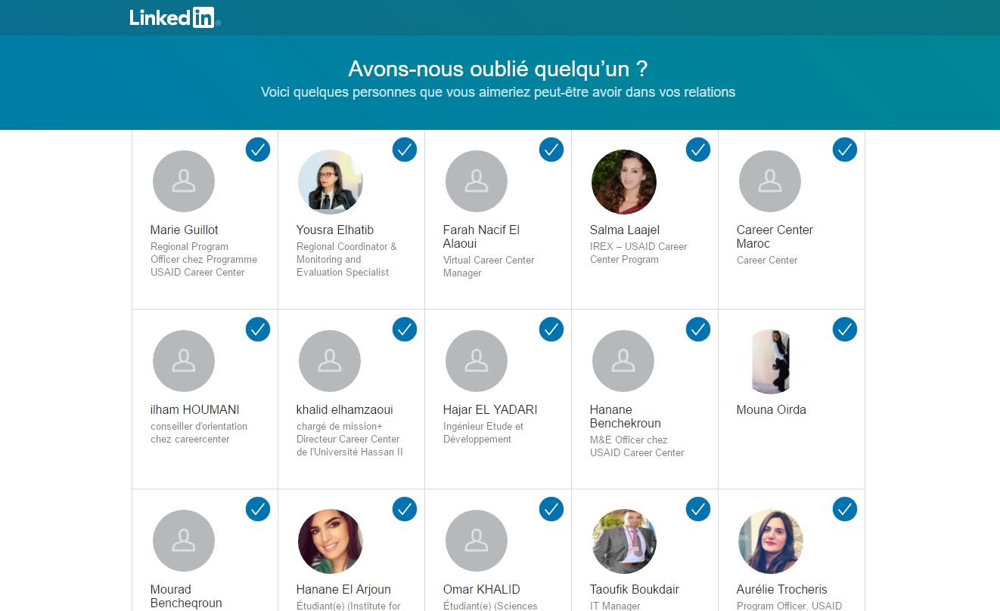 Linked in®
Avons-nous oublié quelqu’un ?
Voici quelques personnes que vous aimeriez peut-être avoir dans vos relations
Marie Guillot
Regional Program
Officer chez Programme
USAID Career Center
Yousra Elhatib
Regional Coordinator &
Monitoring and
Evaluation Specialist
Farah Nacif El
Alaoui
Virtual Career Center
Manager
Salma Laajel
IREX – USAID Career
Center Program
Career Center
Maroc
Career Center
ilham HOUMANI
conseiller d'orientation
chez careercenter
khalid elhamzaoui
chargé de mission+
Directeur Career Center
de l'Université Hassan II
Hajar EL YADARI
Ingénieur Etude et
Développement
Hanane
Benchekroun
M&E Officer chez
USAID Career Center
Mouna Oirda
Mourad
Bencheqroun
Hanane El Arjoun
Étudiant(e) (Institute for
Omar KHALID
Étudiant(e) (Sciences
Taoufik Boukdair
IT Manager
Aurélie Trocheris
Program Officer, USAID